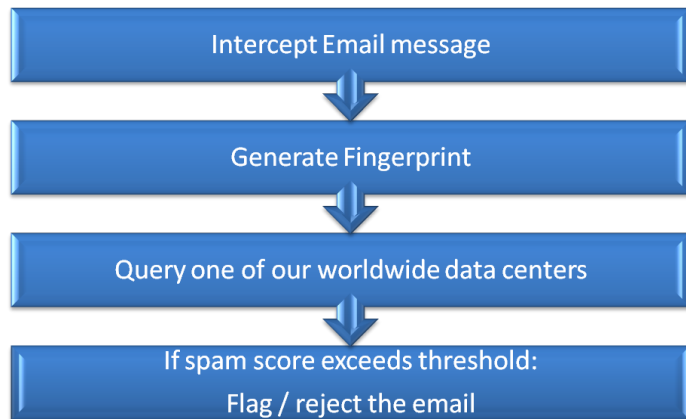 Intercept Email message
Generate Fingerprint
Query one of our worldwide data centers
If spam score exceeds threshold:
Flag / reject the email